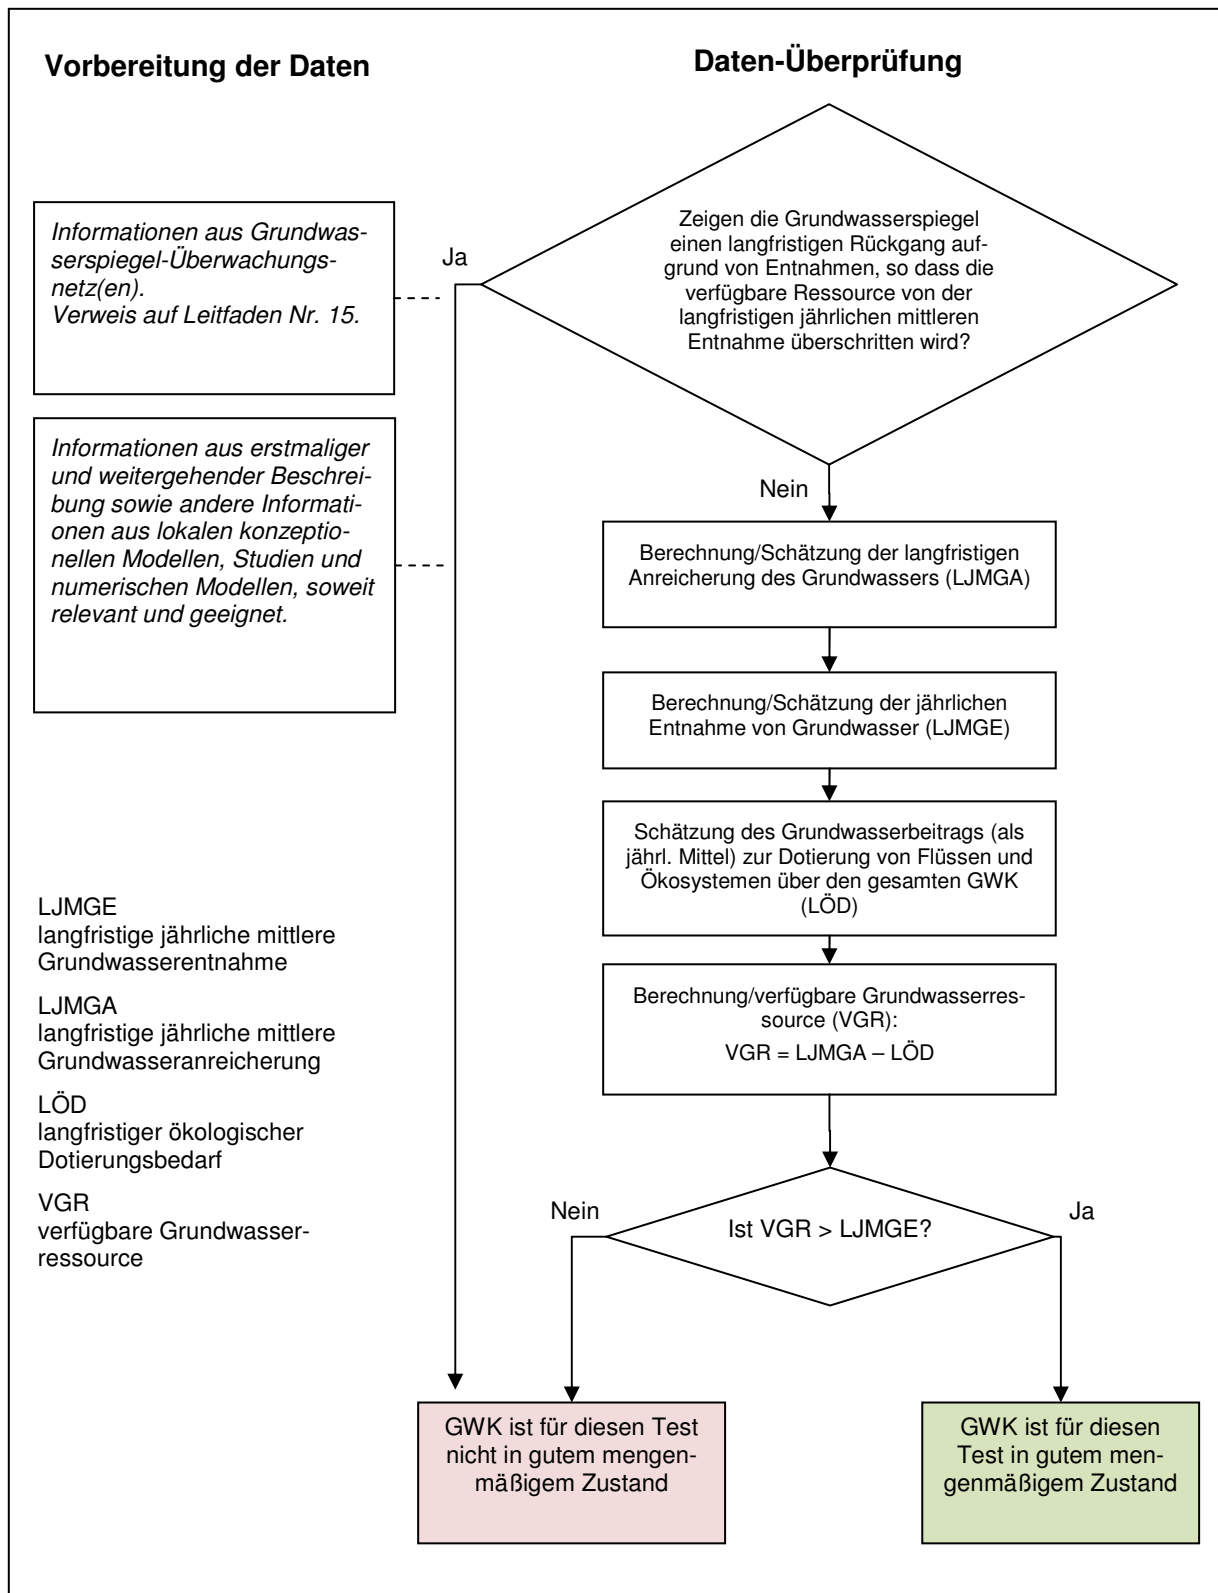 Vorbereitung der Daten
Daten-Überprüfung
Informationen aus Grundwas-
serspiegel-Überwachungs-
netz(en).
Verweis auf Leitfaden Nr. 15.
Ja
Zeigen die Grundwasserspiegel
einen langfristigen Rückgang auf-
grund von Entnahmen, so dass die
verfügbare Ressource von der
langfristigen jährlichen mittleren
Entnahme überschritten wird?
Informationen aus erstmaliger
und weitergehender Beschrei-
bung sowie andere Informati-
onen aus lokalen konzeptio-
nellen Modellen, Studien und
numerischen Modellen, soweit
relevant und geeignet.
Nein
Berechnung/Schätzung der langfristigen
Anreicherung des Grundwassers (LJMGA)
Berechnung/Schätzung der jährlichen
Entnahme von Grundwasser (LJMGE)
Schätzung des Grundwasserbeitrags (als
jährl. Mittel) zur Dotierung von Flüssen und
Ökosystemen über den gesamten GWK
(LÖD)
Berechnung/verfügbare Grundwasserres-
source (VGR):
VGR = LJMGA – LÖD
LJMGE
langfristige jährliche mittlere
Grundwasserentnahme
LJMGA
langfristige jährliche mittlere
Grundwasseranreicherung
LÖD
langfristiger ökologischer
Dotierungsbedarf
VGR
verfügbare Grundwasser-
ressource
Nein
Ist VGR > LJMGE?
Ja
GWK ist für diesen Test
nicht in gutem mengen-
mäßigem Zustand
GWK ist für diesen
Test in gutem men-
genmäßigem Zustand